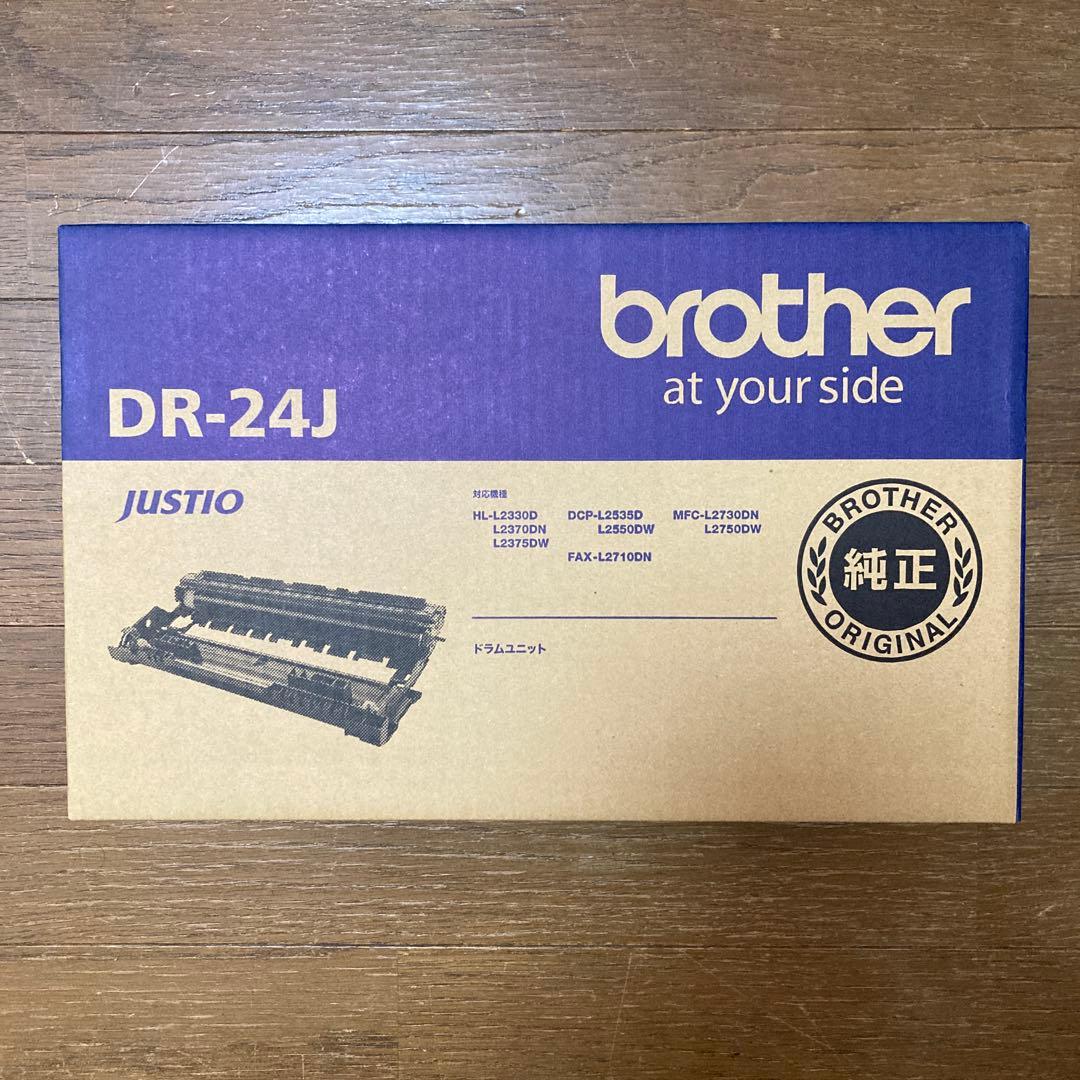 brother
at your side
DR-24J
JUSTIO
対応機種
HL-L2330D DCP-L2535D MFC-L2730DN
L2370DN L2550DW L2750DW
L2375DW
FAX-L2710DN
ドラムユニット
BROTHER
純正
ORIGINAL